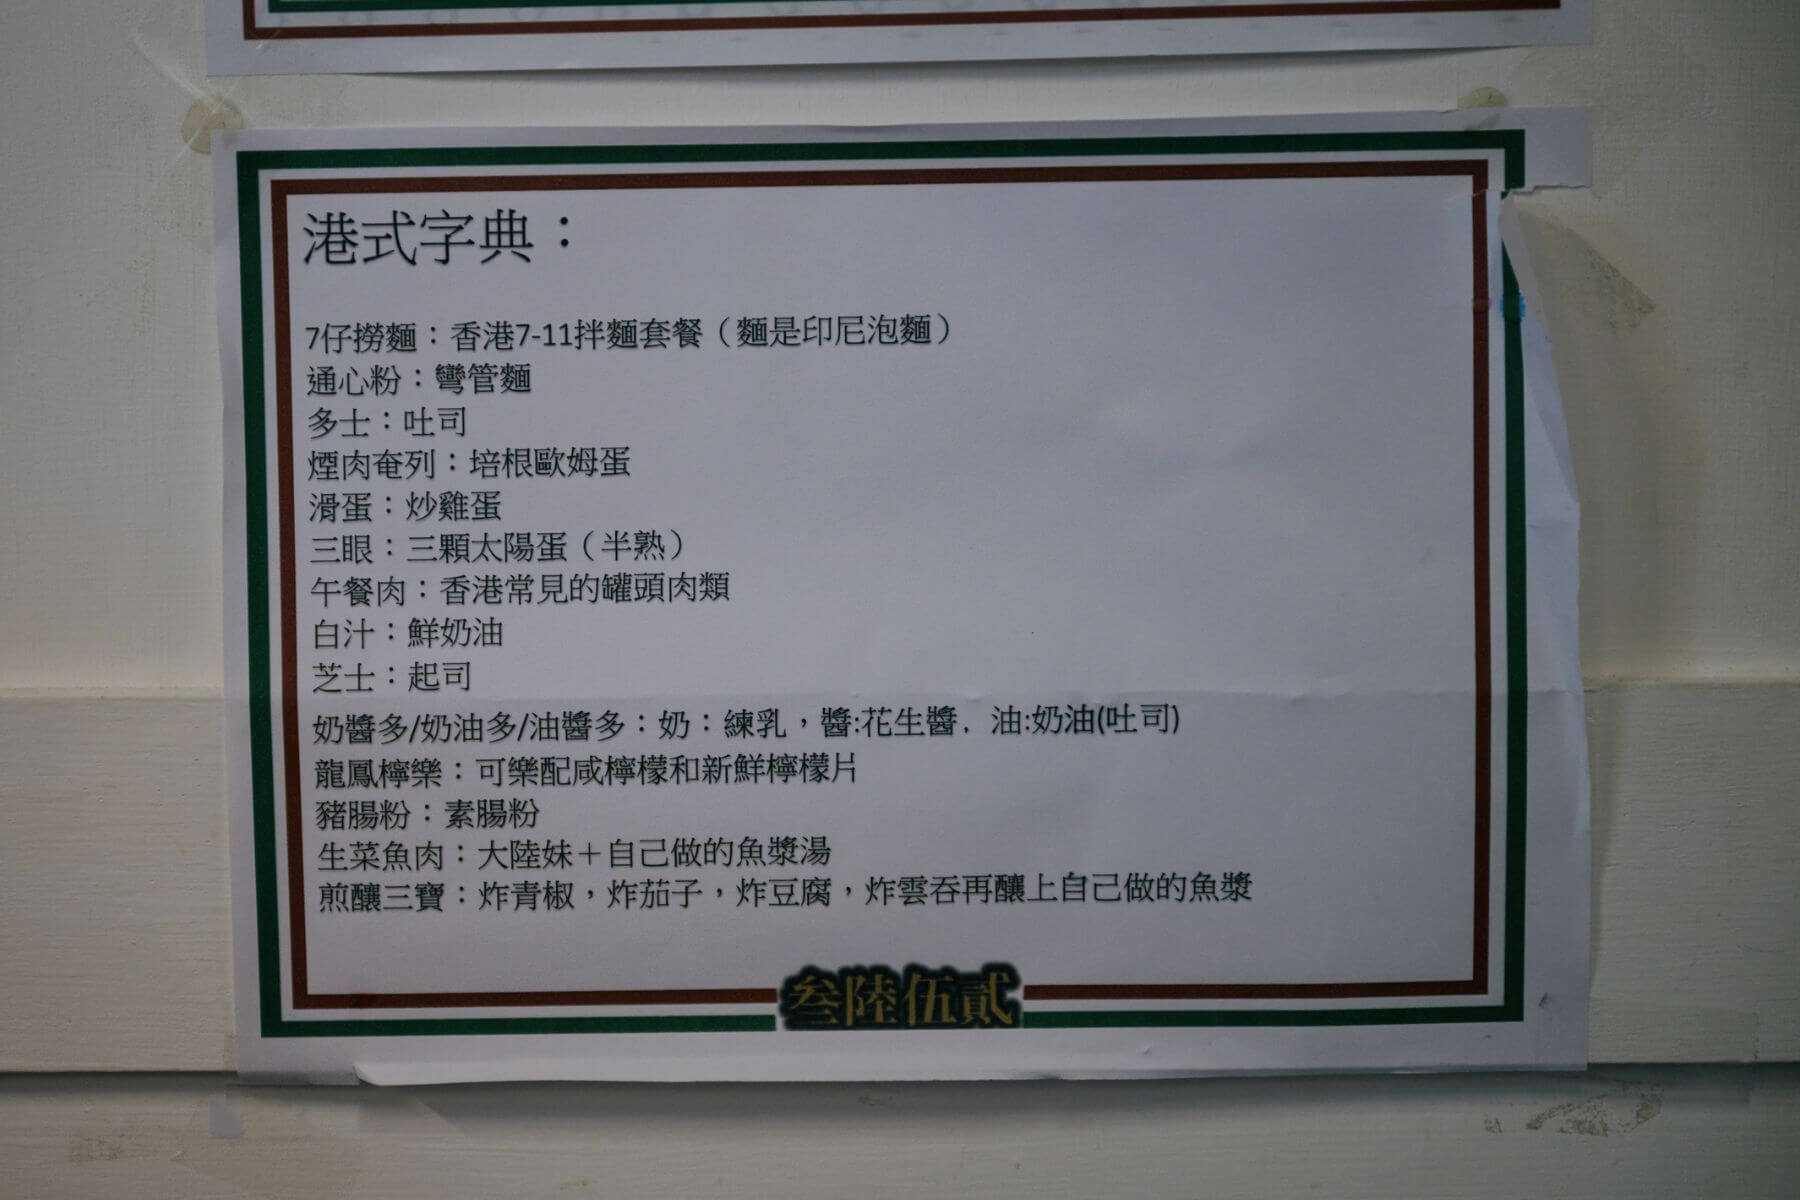 港式字典：
7仔撈麵：香港7-11拌麵套餐（麵是印尼泡麵）
通心粉：彎管麵
多士：吐司
煙肉奄列：培根歐姆蛋
滑蛋：炒雞蛋
三眼：三顆太陽蛋（半熟）
午餐肉：香港常見的罐頭肉類
白汁：鮮奶油
芝士：起司
奶醬多/奶油多/油醬多：奶：練乳，醬:花生醬，油:奶油(吐司)
龍鳳檸樂：可樂配咸檸檬和新鮮檸檬片
豬腸粉：素腸粉
生菜魚肉：大陸妹＋自己做的魚漿湯
煎釀三寶：炸青椒，炸茄子，炸豆腐，炸雲吞再釀上自己做的魚漿
叁陸伍貳